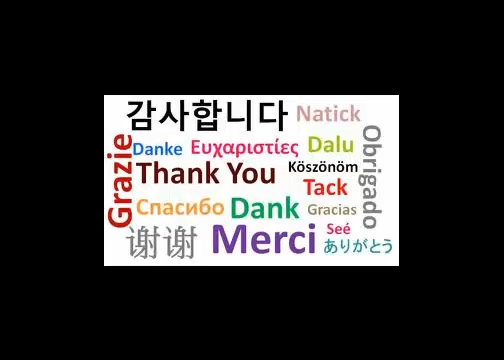 감사합니다 Natick
Grazie
Danke Ευχαριστίες Dalu
Obrigado
Thank You Köszönöm
Tack
Спасибо Dank Gracias
谢谢 Merci Seé
ありがとう